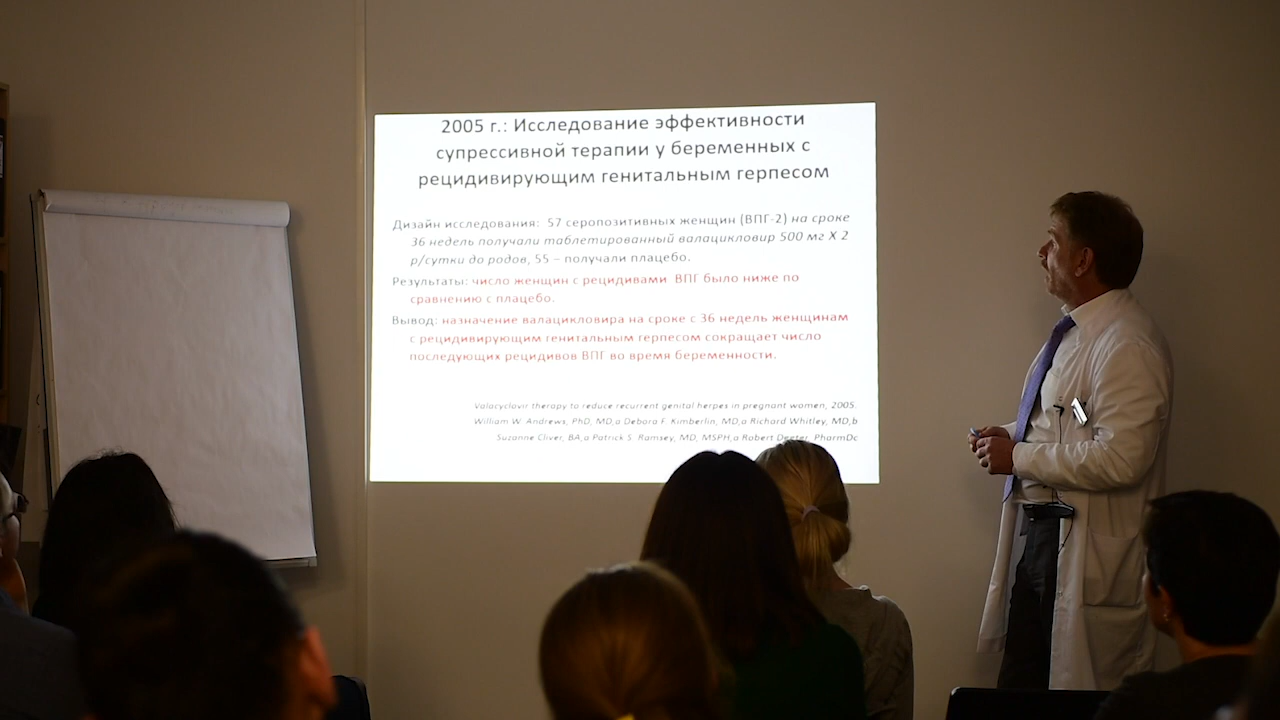 2005 г.: Исследование эффективности
супрессивной терапии у беременных с
рецидивирующим генитальным герпесом
Дизайн исследования: 57 серопозитивных женщин (ВПГ-2) на сроке
36 недель получали таблетированный валацикловир 500 мг X 2
р/сутки до родов, 55 – получали плацебо.
Результаты: число женщин с рецидивами ВПГ было ниже по
сравнению с плацебо.
Вывод: назначение валацикловира на сроке с 36 недель женщинам
с рецидивирующим генитальным герпесом сокращает число
последующих рецидивов ВПГ во время беременности.
Valacyclovir therapy to reduce recurrent genital herpes in pregnant women, 2005.
William W. Andrews, PhD, MD,a Debora F. Kimberlin, MD,a Richard Whitley, MD,b
Suzanne Cliver, BA,a Patrick S. Ramsey, MD, MSPH,a Robert Deeter, PharmDc